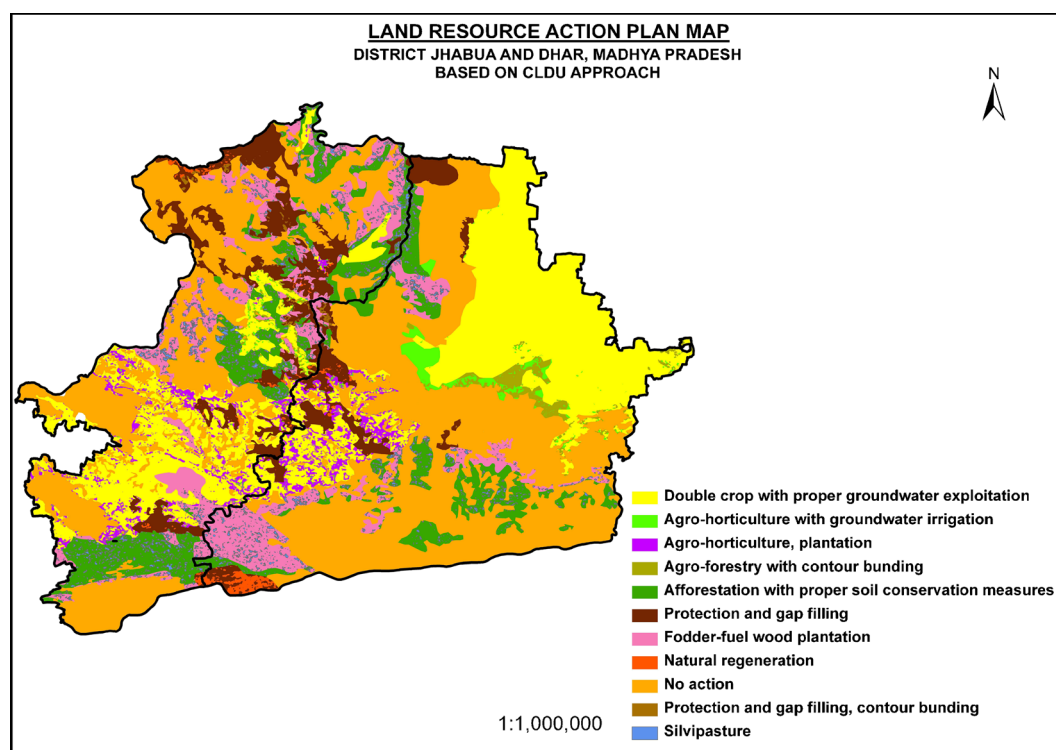 LAND RESOURCE ACTION PLAN MAP
DISTRICT JHABUA AND DHAR, MADHYA PRADESH
BASED ON CLDU APPROACH
N
Double crop with proper groundwater exploitation
Agro-horticulture with groundwater irrigation
Agro-horticulture, plantation
Agro-forestry with contour bunding
Afforestation with proper soil conservation measures
Protection and gap filling
Fodder-fuel wood plantation
Natural regeneration
No action
Protection and gap filling, contour bunding
Silvipasture
1:1,000,000